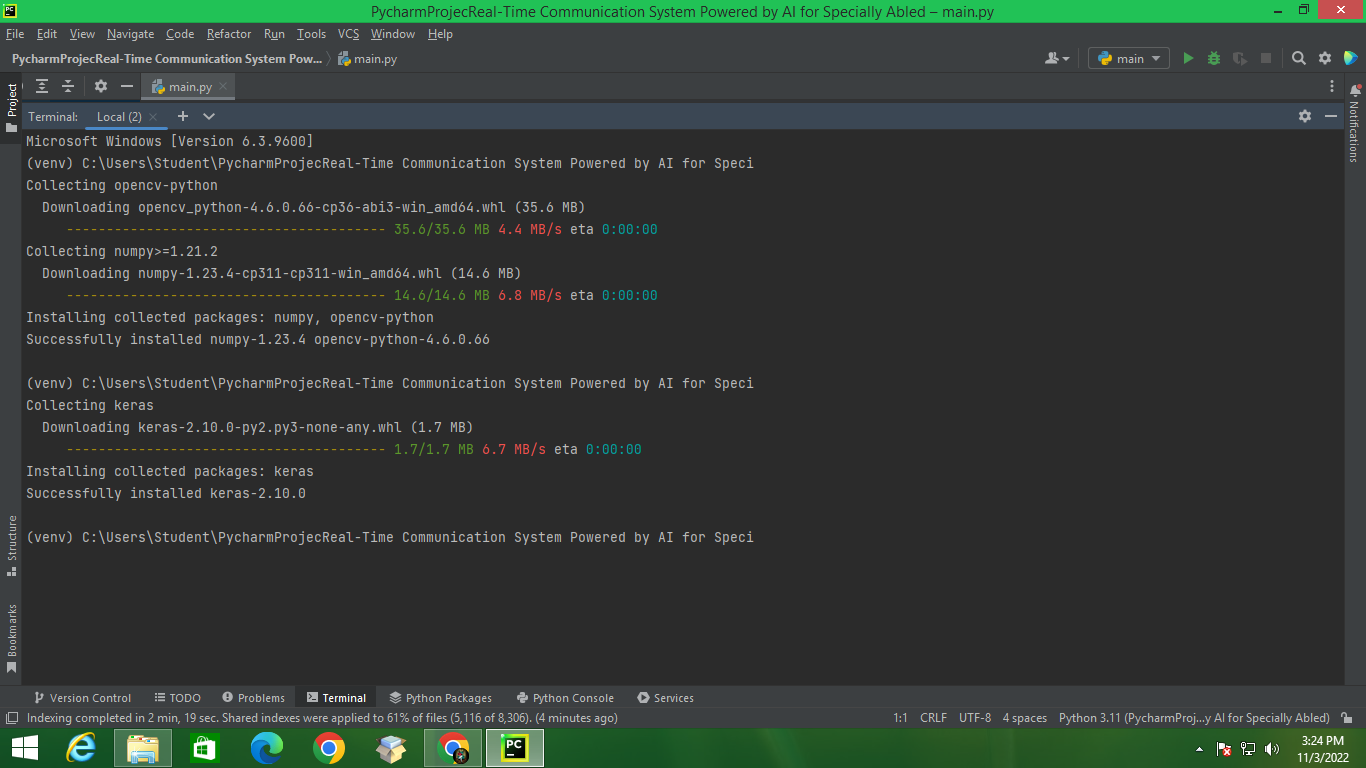 PycharmProjecReal-Time Communication System Powered by AI for Specially Abled – main.py
File Edit View Navigate Code Refactor Run Tools VCS Window Help
PycharmProjecReal-Time Communication System Pow... main.py
main
Project
main.py
Terminal: Local (2)
Notifications
Microsoft Windows [Version 6.3.9600]
(venv) C:\Users\Student\PycharmProjecReal-Time Communication System Powered by AI for Speci
Collecting opencv-python
Downloading opencv_python-4.6.0.66-cp36-abi3-win_amd64.whl (35.6 MB)
---------------------------------------- 35.6/35.6 MB 4.4 MB/s eta 0:00:00
Collecting numpy>=1.21.2
Downloading numpy-1.23.4-cp311-cp311-win_amd64.whl (14.6 MB)
---------------------------------------- 14.6/14.6 MB 6.8 MB/s eta 0:00:00
Installing collected packages: numpy, opencv-python
Successfully installed numpy-1.23.4 opencv-python-4.6.0.66
(venv) C:\Users\Student\PycharmProjecReal-Time Communication System Powered by AI for Speci
Collecting keras
Downloading keras-2.10.0-py2.py3-none-any.whl (1.7 MB)
---------------------------------------- 1.7/1.7 MB 6.7 MB/s eta 0:00:00
Installing collected packages: keras
Successfully installed keras-2.10.0
(venv) C:\Users\Student\PycharmProjecReal-Time Communication System Powered by AI for Speci
Structure
Bookmarks
Version Control TODO Problems Terminal Python Packages Python Console Services
Indexing completed in 2 min, 19 sec. Shared indexes were applied to 61% of files (5,116 of 8,306). (4 minutes ago) 1:1 CRLF UTF-8 4 spaces Python 3.11 (PycharmProj...y AI for Specially Abled)
PC
3:24 PM
11/3/2022